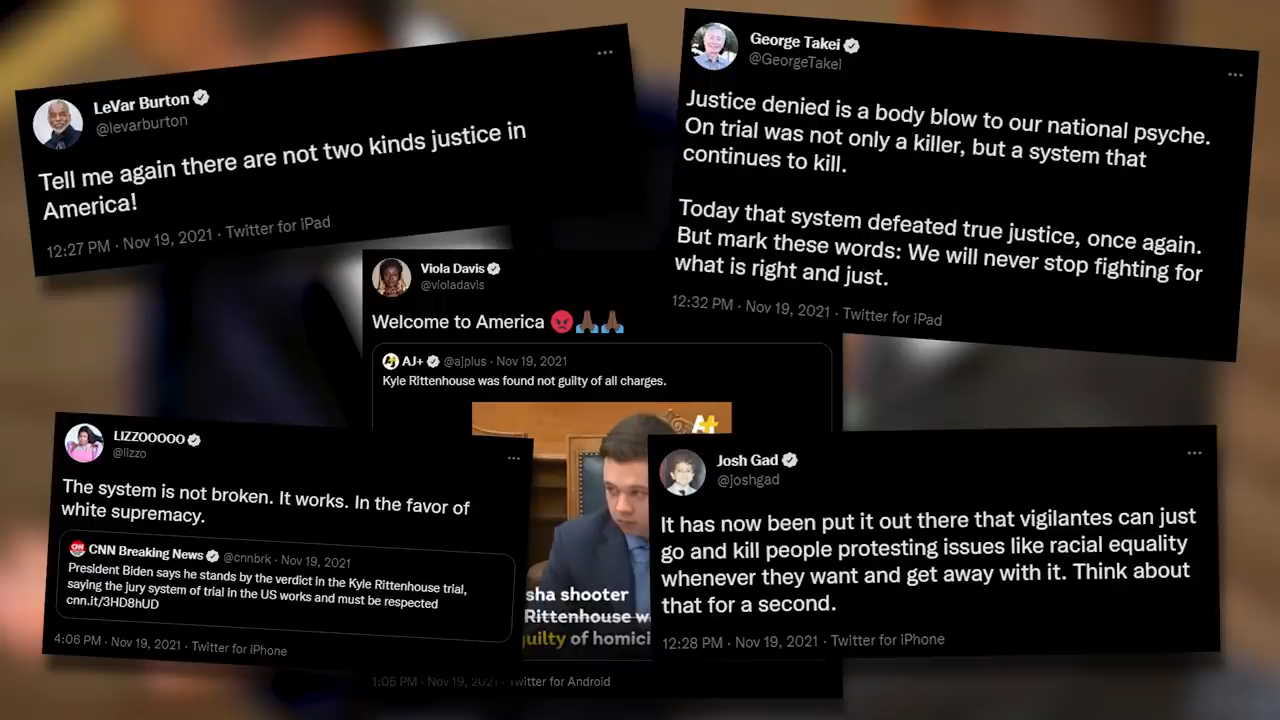 LeVar Burton
@levarburton
Tell me again there are not two kinds justice in
America!
12:27 PM · Nov 19, 2021 · Twitter for iPad
George Takei
@GeorgeTakei
Justice denied is a body blow to our national psyche.
On trial was not only a killer, but a system that
continues to kill.
Today that system defeated true justice, once again.
But mark these words: We will never stop fighting for
what is right and just.
12:32 PM · Nov 19, 2021 · Twitter for iPad
Viola Davis
@violadavis
Welcome to America 😡🙏🏾🙏🏾
AJ+ @ajplus · Nov 19, 2021
Kyle Rittenhouse was found not guilty of all charges.
sha shooter
Rittenhouse w
guilty of homici
1:05 PM · Nov 19, 2021 · Twitter for Android
LIZZOOOOO
@lizzo
The system is not broken. It works. In the favor of
white supremacy.
CNN Breaking News @cnnbrk · Nov 19, 2021
President Biden says he stands by the verdict in the Kyle Rittenhouse trial,
saying the jury system of trial in the US works and must be respected
cnn.it/3HD8hUD
4:06 PM · Nov 19, 2021 · Twitter for iPhone
Josh Gad
@joshgad
It has now been put it out there that vigilantes can just
go and kill people protesting issues like racial equality
whenever they want and get away with it. Think about
that for a second.
12:28 PM · Nov 19, 2021 · Twitter for iPhone